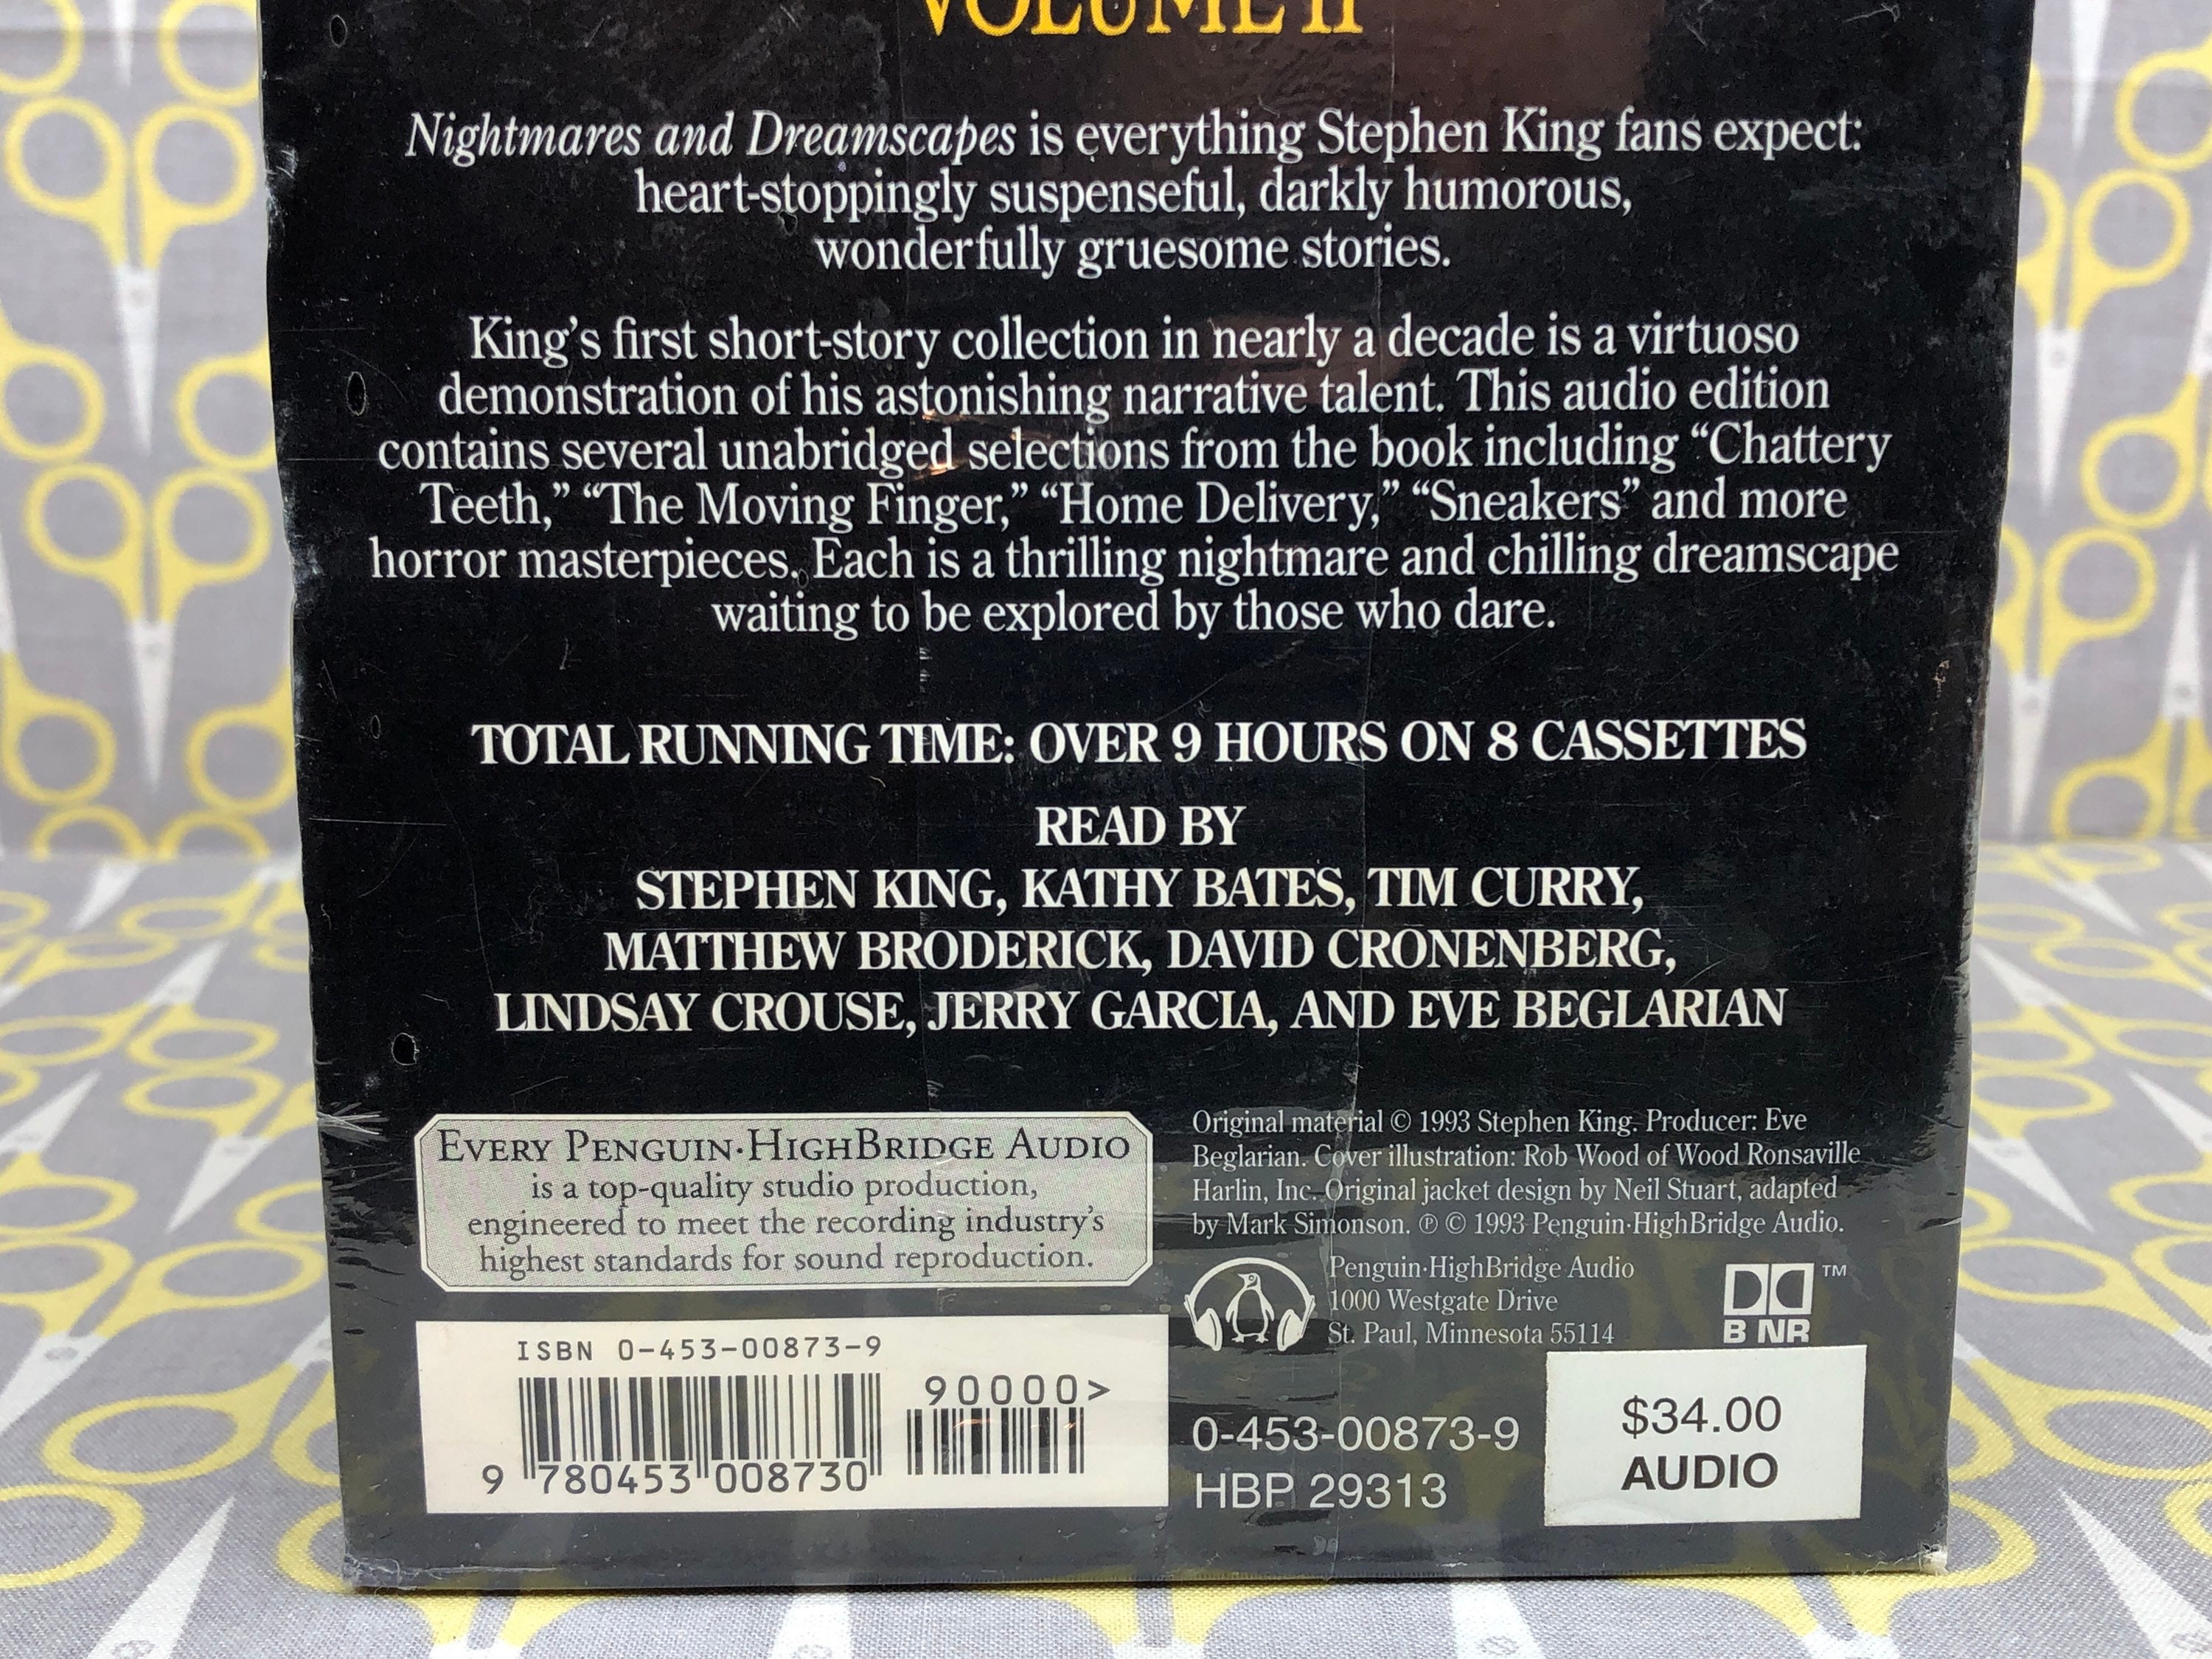 VOLUME II
Nightmares and Dreamscapes is everything Stephen King fans expect:
heart-stoppingly suspenseful, darkly humorous,
wonderfully gruesome stories.
King’s first short-story collection in nearly a decade is a virtuoso
demonstration of his astonishing narrative talent. This audio edition
contains several unabridged selections from the book including “Chattery
Teeth,” “The Moving Finger,” “Home Delivery,” “Sneakers” and more
horror masterpieces. Each is a thrilling nightmare and chilling dreamscape
waiting to be explored by those who dare.
TOTAL RUNNING TIME: OVER 9 HOURS ON 8 CASSETTES
READ BY
STEPHEN KING, KATHY BATES, TIM CURRY,
MATTHEW BRODERICK, DAVID CRONENBERG,
LINDSAY CROUSE, JERRY GARCIA, AND EVE BEGLARIAN
EVERY PENGUIN·HIGHBRIDGE AUDIO
is a top-quality studio production,
engineered to meet the recording industry’s
highest standards for sound reproduction.
Original material © 1993 Stephen King. Producer: Eve
Beglarian. Cover illustration: Rob Wood of Wood Ronsaville
Harlin, Inc. Original jacket design by Neil Stuart, adapted
by Mark Simonson. ℗ © 1993 Penguin·HighBridge Audio.
Penguin·HighBridge Audio
1000 Westgate Drive
St. Paul, Minnesota 55114
™
B NR
ISBN 0-453-00873-9
90000>
9 780453 008730
0-453-00873-9
HBP 29313
$34.00
AUDIO